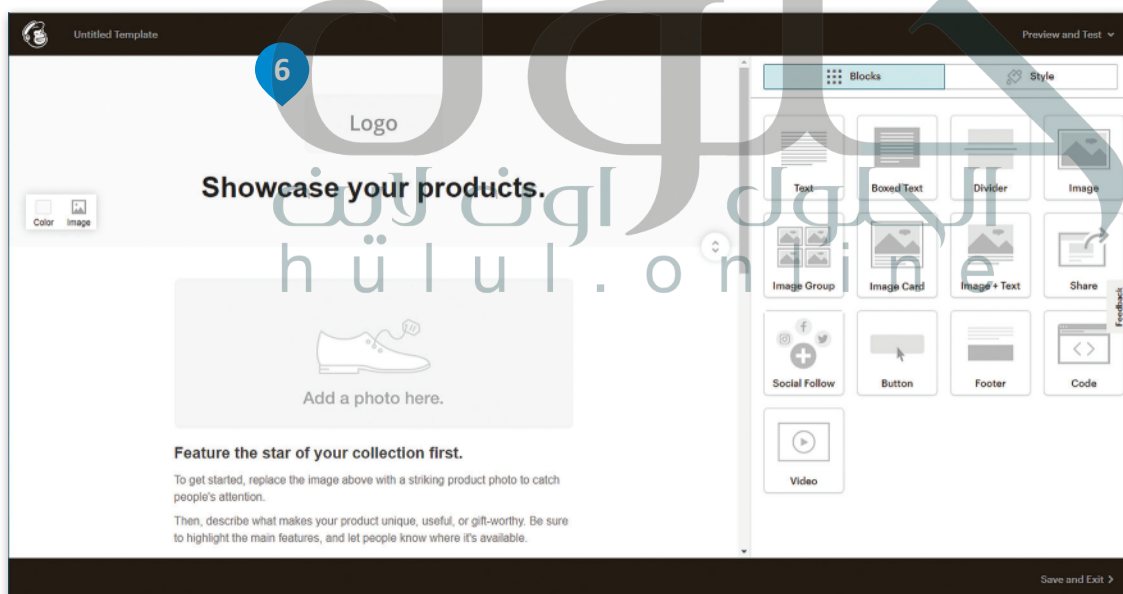 Untitled Template
Preview and Test
6
Blocks
Style
Logo
Showcase your products.
Color
Image
Text
Boxed Text
Divider
Image
Image Group
Image Card
Image + Text
Share
Feedback
Add a photo here.
Social Follow
Button
Footer
Code
Video
Feature the star of your collection first.
To get started, replace the image above with a striking product photo to catch
people's attention.
Then, describe what makes your product unique, useful, or gift-worthy. Be sure
to highlight the main features, and let people know where it's available.
Save and Exit
حلول
الحلول اون لاين
hülul.online